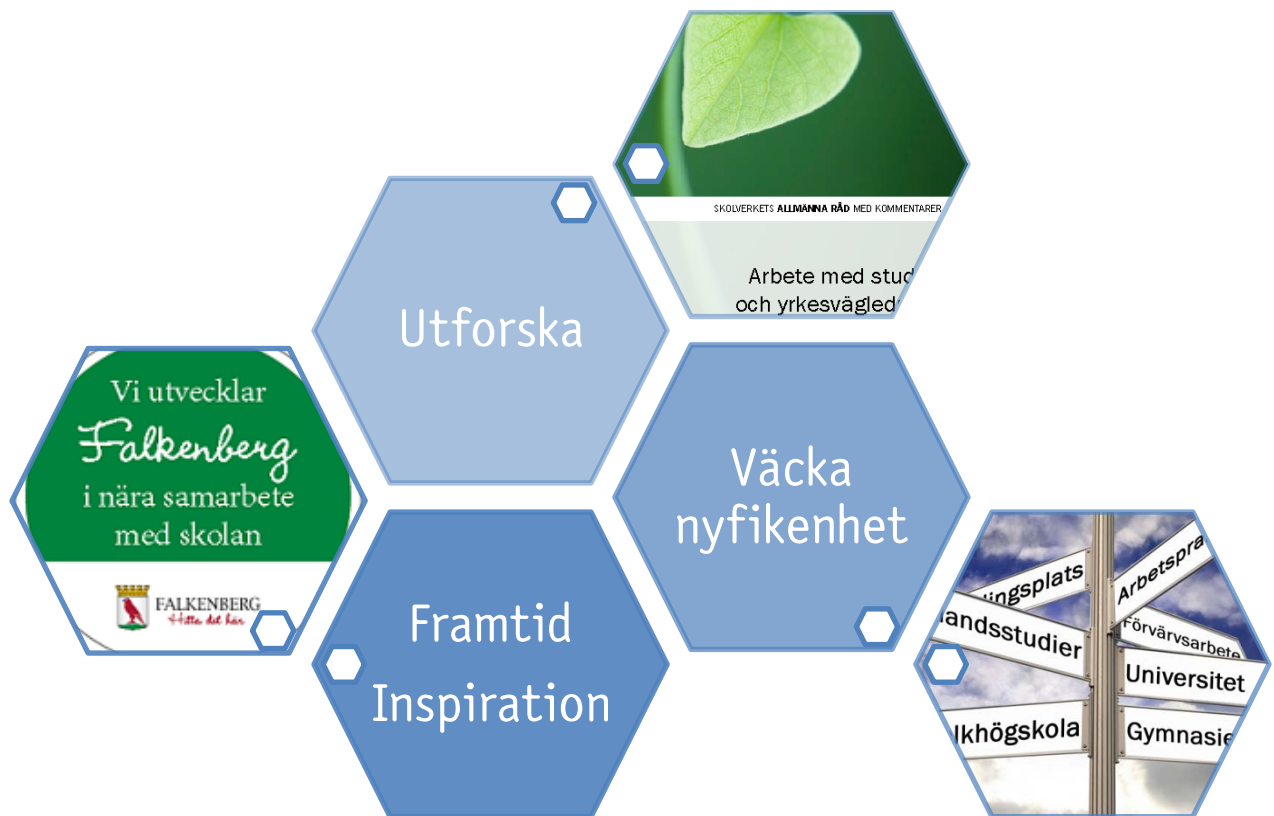 SKOLVERKETS ALLMÄNNA RÅD MED KOMMENTARER
Arbete med stud
och yrkesvägled
Utforska
Vi utvecklar
Falkenberg
i nära samarbete
med skolan
FALKENBERG
Hitta det här
Väcka
nyfikenhet
Framtid
Inspiration
ingsplats
Arbetspra
andsstudier
Förvärvsarbete
Universitet
lkhögskola
Gymnasie